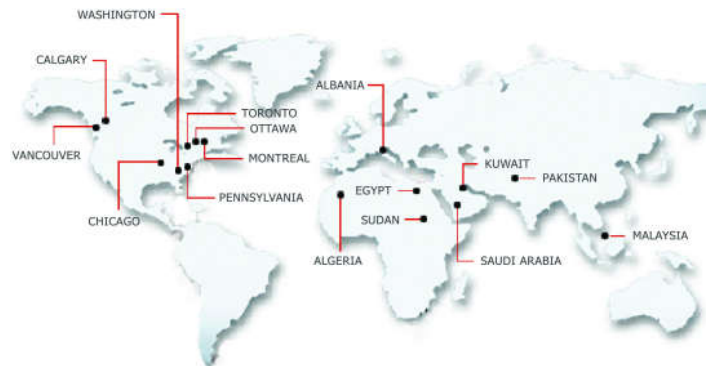 WASHINGTON
CALGARY
ALBANIA
TORONTO
OTTAWA
VANCOUVER
MONTREAL
KUWAIT
PAKISTAN
EGYPT
PENNSYLVANIA
CHICAGO
SUDAN
MALAYSIA
ALGERIA
SAUDI ARABIA